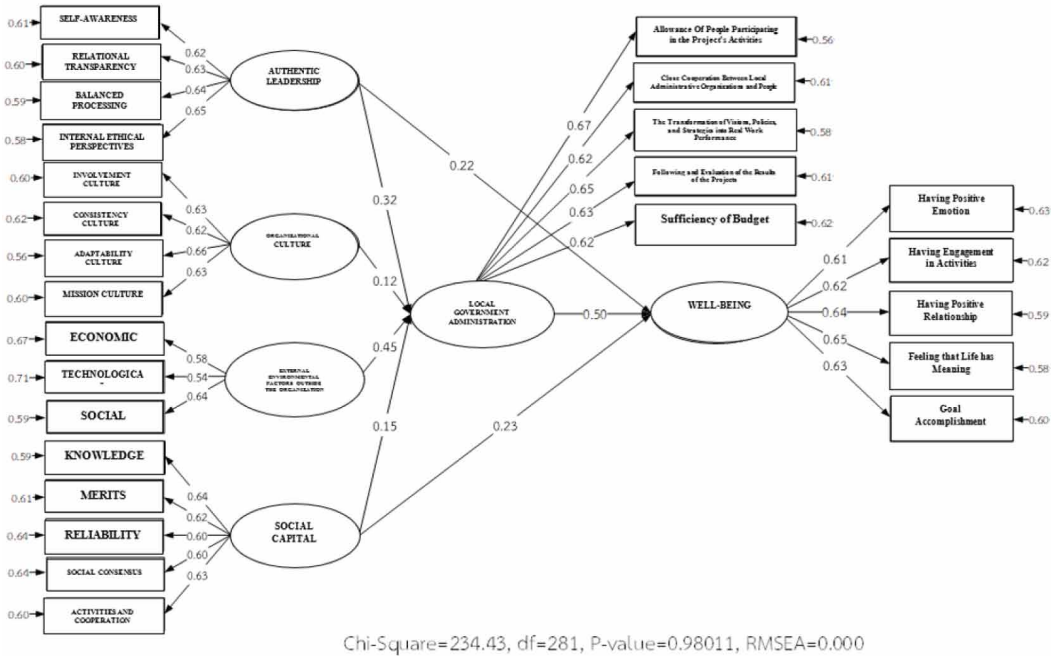 0.61
SELF-AWARENESS
0.60
RELATIONAL
TRANSPARENCY
0.59
BALANCED
PROCESSING
0.58
INTERNAL ETHICAL
PERSPECTIVES
0.62
0.63
0.64
0.65
AUTHENTIC
LEADERSHIP
0.60
INVOLVEMENT
CULTURE
0.62
CONSISTENCY
CULTURE
0.56
ADAPTABILITY
CULTURE
0.60
MISSION CULTURE
0.63
0.62
0.66
0.63
ORGANISATIONAL
CULTURE
0.67
ECONOMIC
0.71
TECHNOLOGICA
-
0.59
SOCIAL
0.58
0.54
0.64
EXTERNAL
ENVIRONMENTAL
FACTORS OUTSIDE
THE ORGANISATION
0.59
KNOWLEDGE
0.61
MERITS
0.64
RELIABILITY
0.64
SOCIAL CONSENSUS
0.60
ACTIVITIES AND
COOPERATION
0.64
0.62
0.60
0.60
0.63
SOCIAL
CAPITAL
0.22
0.32
0.12
0.45
0.15
0.23
LOCAL
GOVERNMENT
ADMINISTRATION
0.67
0.62
0.65
0.63
0.62
Allowance Of People Participating
in the Project's Activities
0.56
Close Cooperation Between Local
Administrative Organizations and People
0.61
The Transformation of Visions, Policies,
and Strategies into Real Work
Performance
0.58
Following and Evaluation of the Results
of the Projects
0.61
Sufficiency of Budget
0.62
0.50
WELL-BEING
0.61
0.62
0.64
0.65
0.63
Having Positive
Emotion
0.63
Having Engagement
in Activities
0.62
Having Positive
Relationship
0.59
Feeling that Life has
Meaning
0.58
Goal
Accomplishment
0.60
Chi-Square=234.43, df=281, P-value=0.98011, RMSEA=0.000